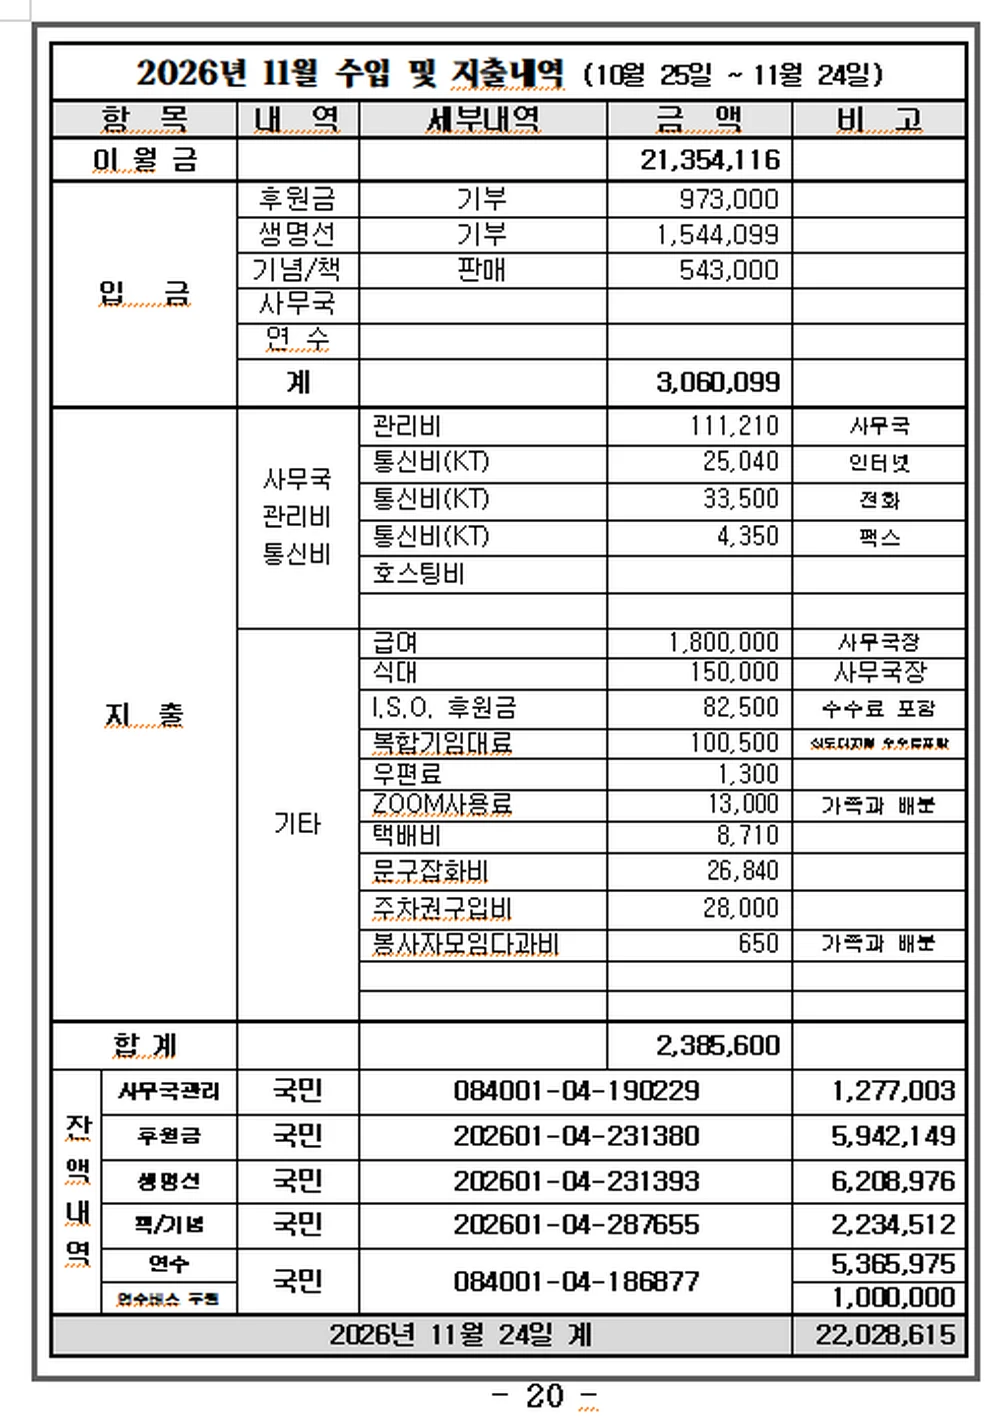 2026년 11월 수입 및 지출내역 (10월 25일 ~ 11월 24일)
항 목 내 역 세부내역 금 액 비 고
이 월 금 21,354,116
입 금
후원금 기부 973,000
생명선 기부 1,544,099
기념/책 판매 543,000
사무국
연 수
계 3,060,099
지 출
사무국
관리비
통신비
관리비 111,210 사무국
통신비(KT) 25,040 인터넷
통신비(KT) 33,500 전화
통신비(KT) 4,350 팩스
호스팅비
기타
급여 1,800,000 사무국장
식대 150,000 사무국장
I.S.O. 후원금 82,500 수수료 포함
복합기임대료 100,500
우편료 1,300
ZOOM사용료 13,000 가족과 배분
택배비 8,710
문구잡화비 26,840
주차권구입비 28,000
봉사자모임다과비 650 가족과 배분
합 계 2,385,600
잔
액
내
역
사무국관리 국민 084001-04-190229 1,277,003
후원금 국민 202601-04-231380 5,942,149
생명선 국민 202601-04-231393 6,208,976
책/기념 국민 202601-04-287655 2,234,512
연수 국민 084001-04-186877 5,365,975
연수버스 후원 1,000,000
2026년 11월 24일 계 22,028,615
- 20 -